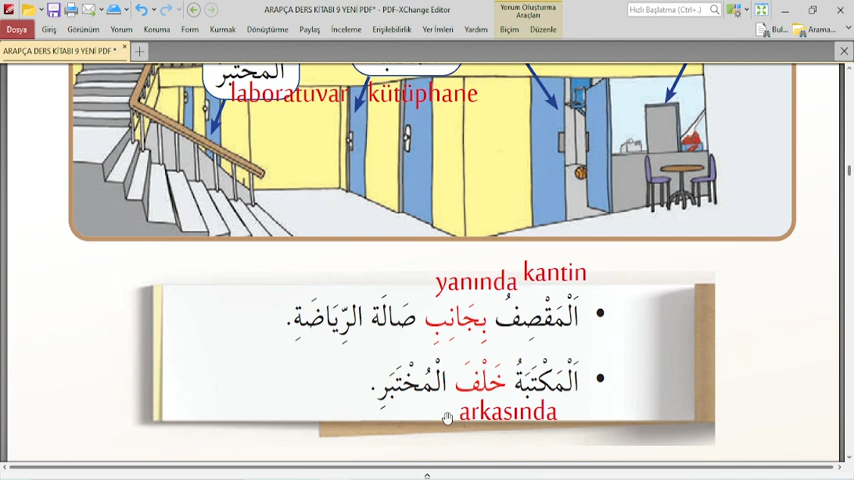 ARAPÇA DERS KİTABI 9 YENİ PDF* - PDF-XChange Editor
Yorum Oluşturma
Araçları
Hızlı Başlatma (Ctrl+.)
Dosya Giriş Görünüm Yorum Koruma Form Kurmak Dönüştürme Paylaş İnceleme Erişilebilirlik Yer İmleri Yardım Biçim Düzenle Bul... Arama...
ARAPÇA DERS KİTABI 9 YENİ PDF *
المختبر
laboratuvar kütüphane
yanında kantin
• اَلْمَقْصِفُ بِجَانِبِ صَالَة الرِّيَاضَةِ.
• اَلْمَكْتَبَةُ خَلْفَ الْمُخْتَبَرِ.
arkasında